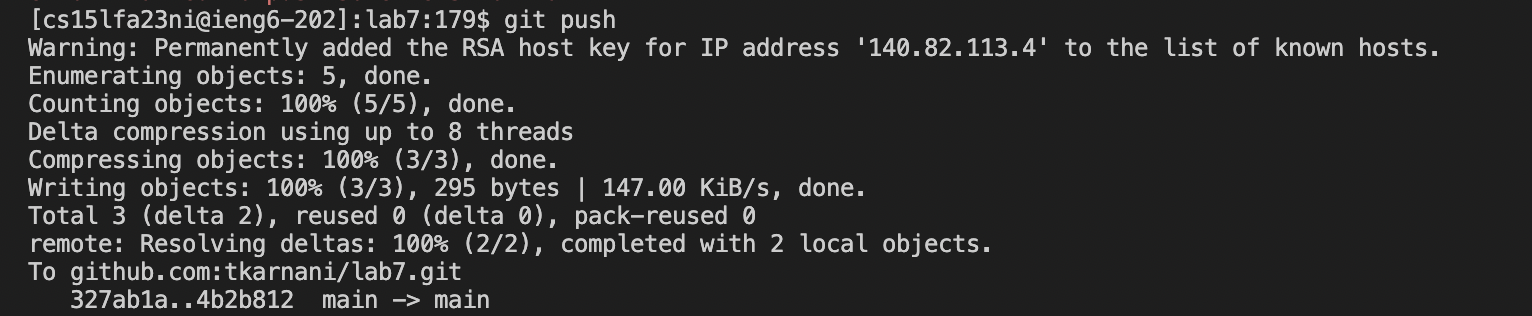 [cs15lfa23ni@ieng6-202]:lab7:179$ git push
Warning: Permanently added the RSA host key for IP address '140.82.113.4' to the list of known hosts.
Enumerating objects: 5, done.
Counting objects: 100% (5/5), done.
Delta compression using up to 8 threads
Compressing objects: 100% (3/3), done.
Writing objects: 100% (3/3), 295 bytes | 147.00 KiB/s, done.
Total 3 (delta 2), reused 0 (delta 0), pack-reused 0
remote: Resolving deltas: 100% (2/2), completed with 2 local objects.
To github.com:tkarnani/lab7.git
   327ab1a..4b2b812  main -> main